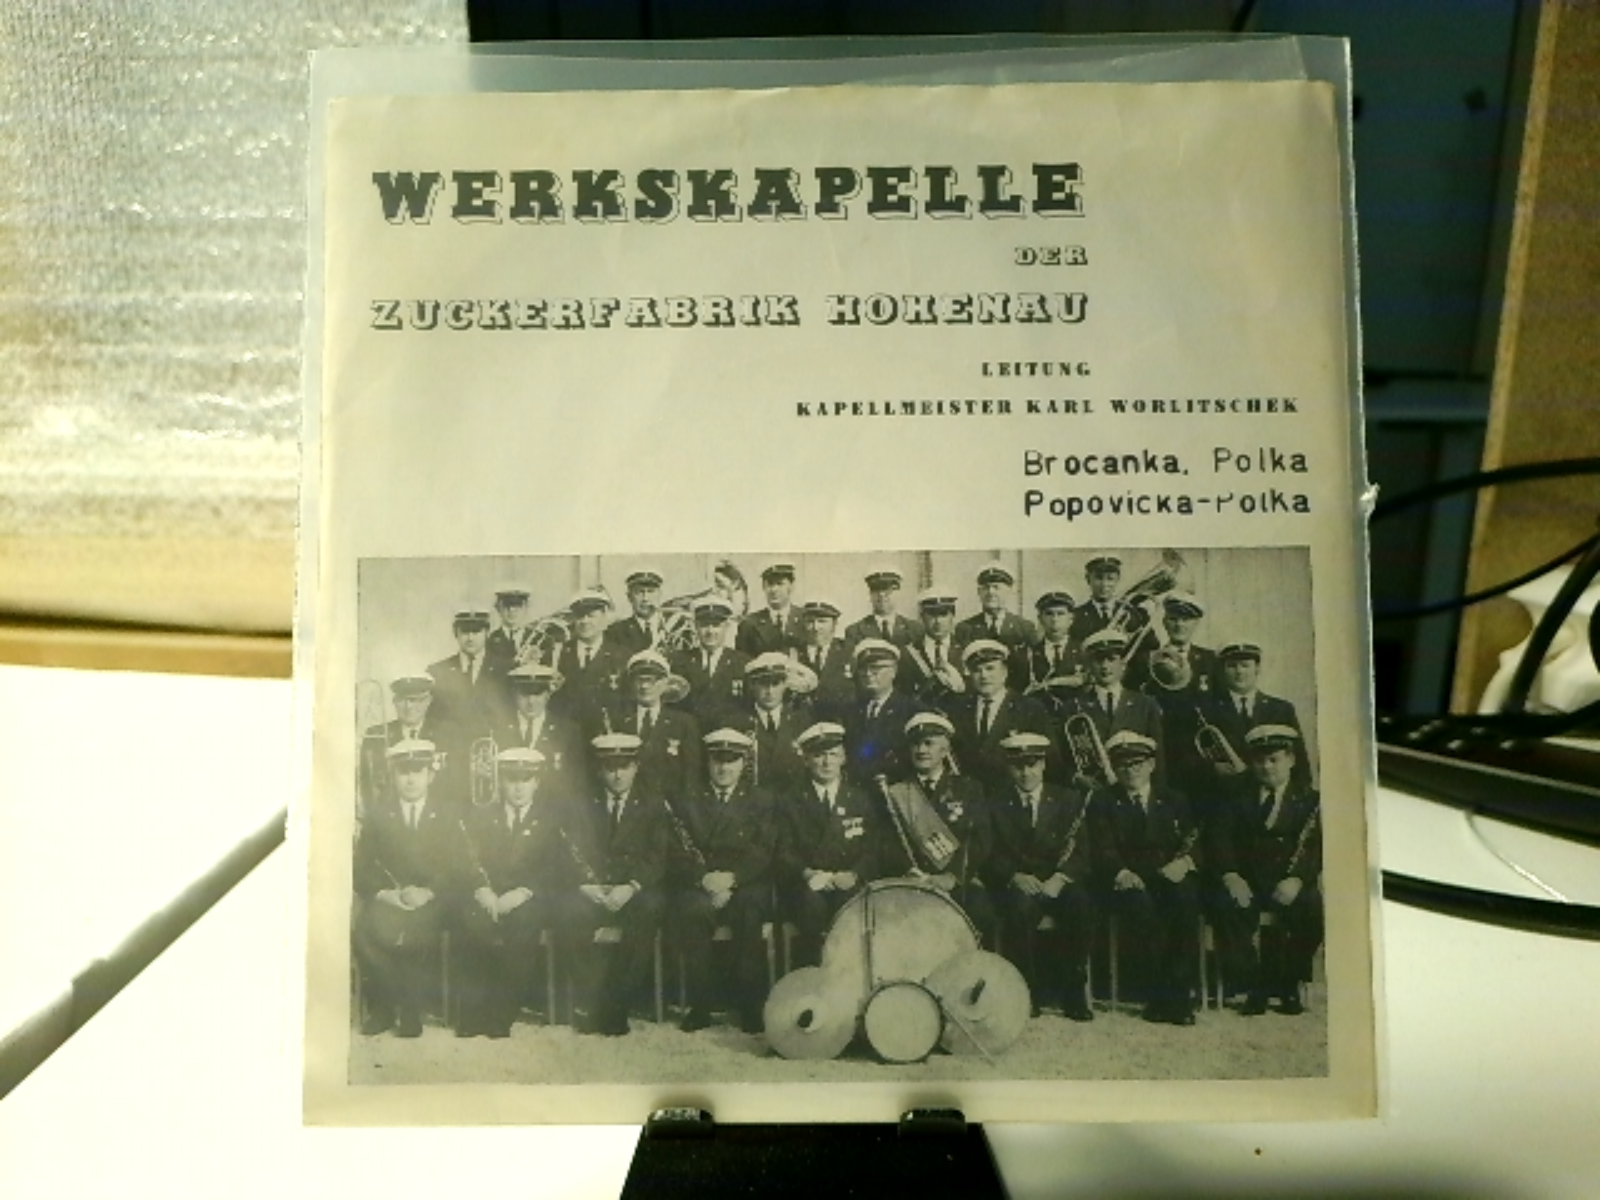 WERKSKAPELLE
DER
ZUCKERFABRIK HOHENAU
LEITUNG
KAPELLMEISTER KARL WORLITSCHEK
Brocanka, Polka
Popovicka-Polka